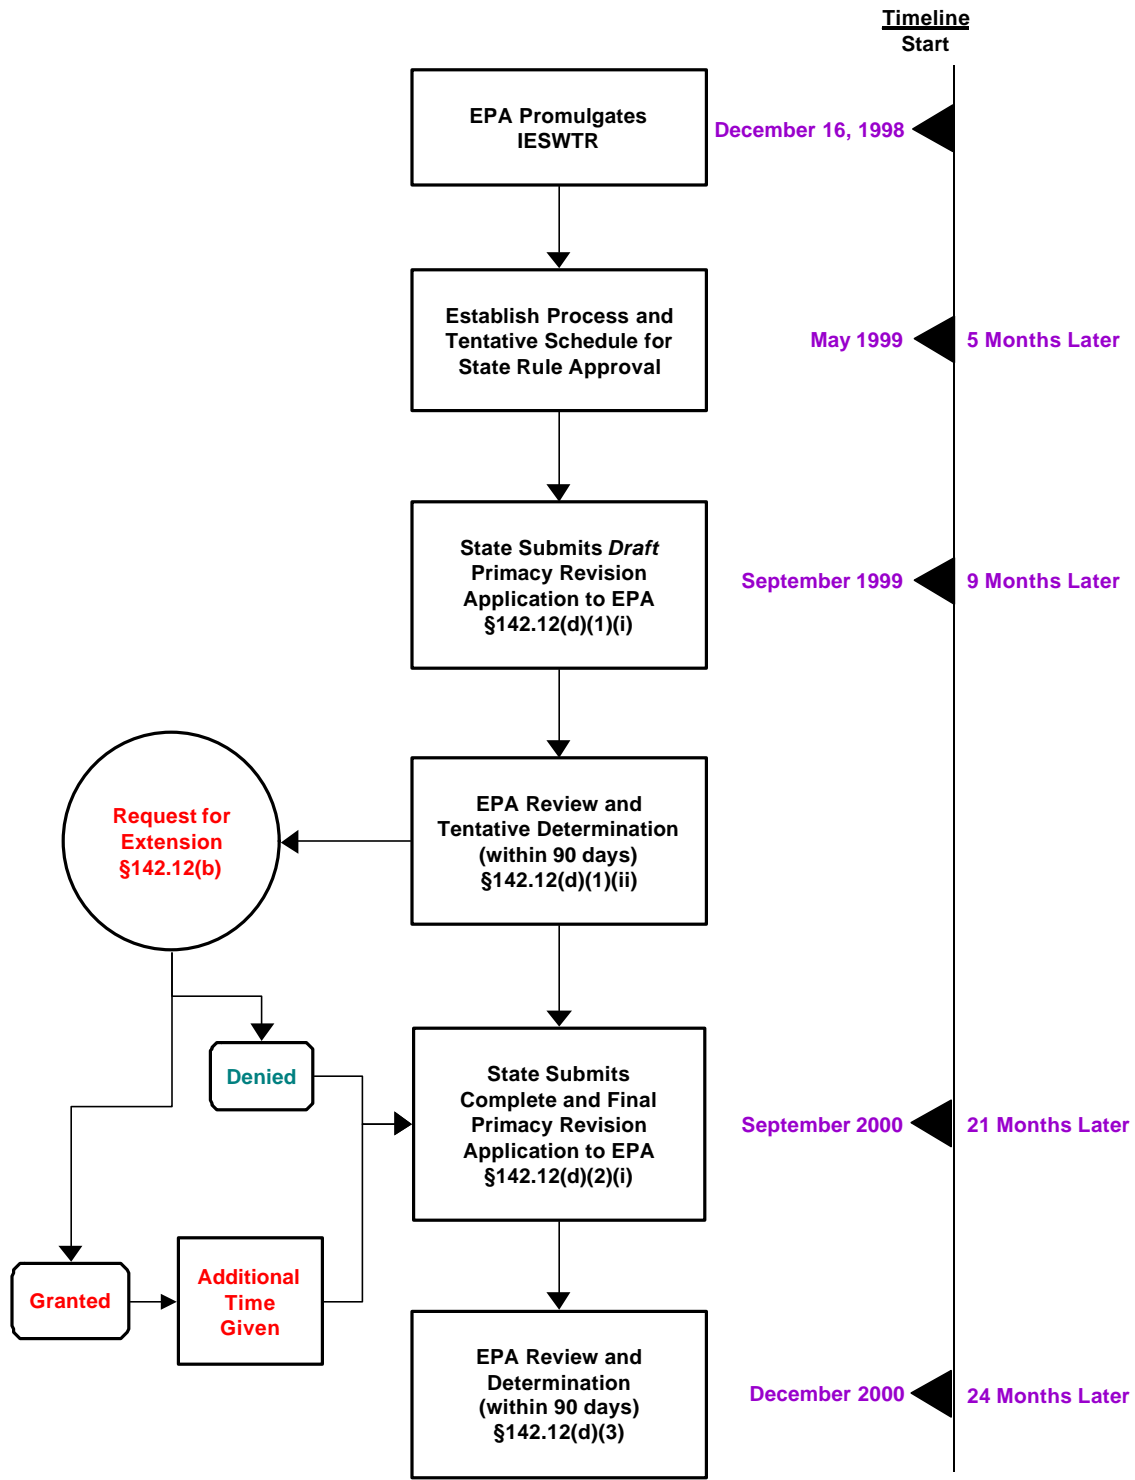 Timeline
Start
EPA Promulgates
IESWTR
December 16, 1998
Establish Process and
Tentative Schedule for
State Rule Approval
May 1999
5 Months Later
State Submits Draft
Primacy Revision
Application to EPA
§142.12(d)(1)(i)
September 1999
9 Months Later
Request for
Extension
§142.12(b)
EPA Review and
Tentative Determination
(within 90 days)
§142.12(d)(1)(ii)
Denied
State Submits
Complete and Final
Primacy Revision
Application to EPA
§142.12(d)(2)(i)
September 2000
21 Months Later
Granted
Additional
Time
Given
EPA Review and
Determination
(within 90 days)
§142.12(d)(3)
December 2000
24 Months Later